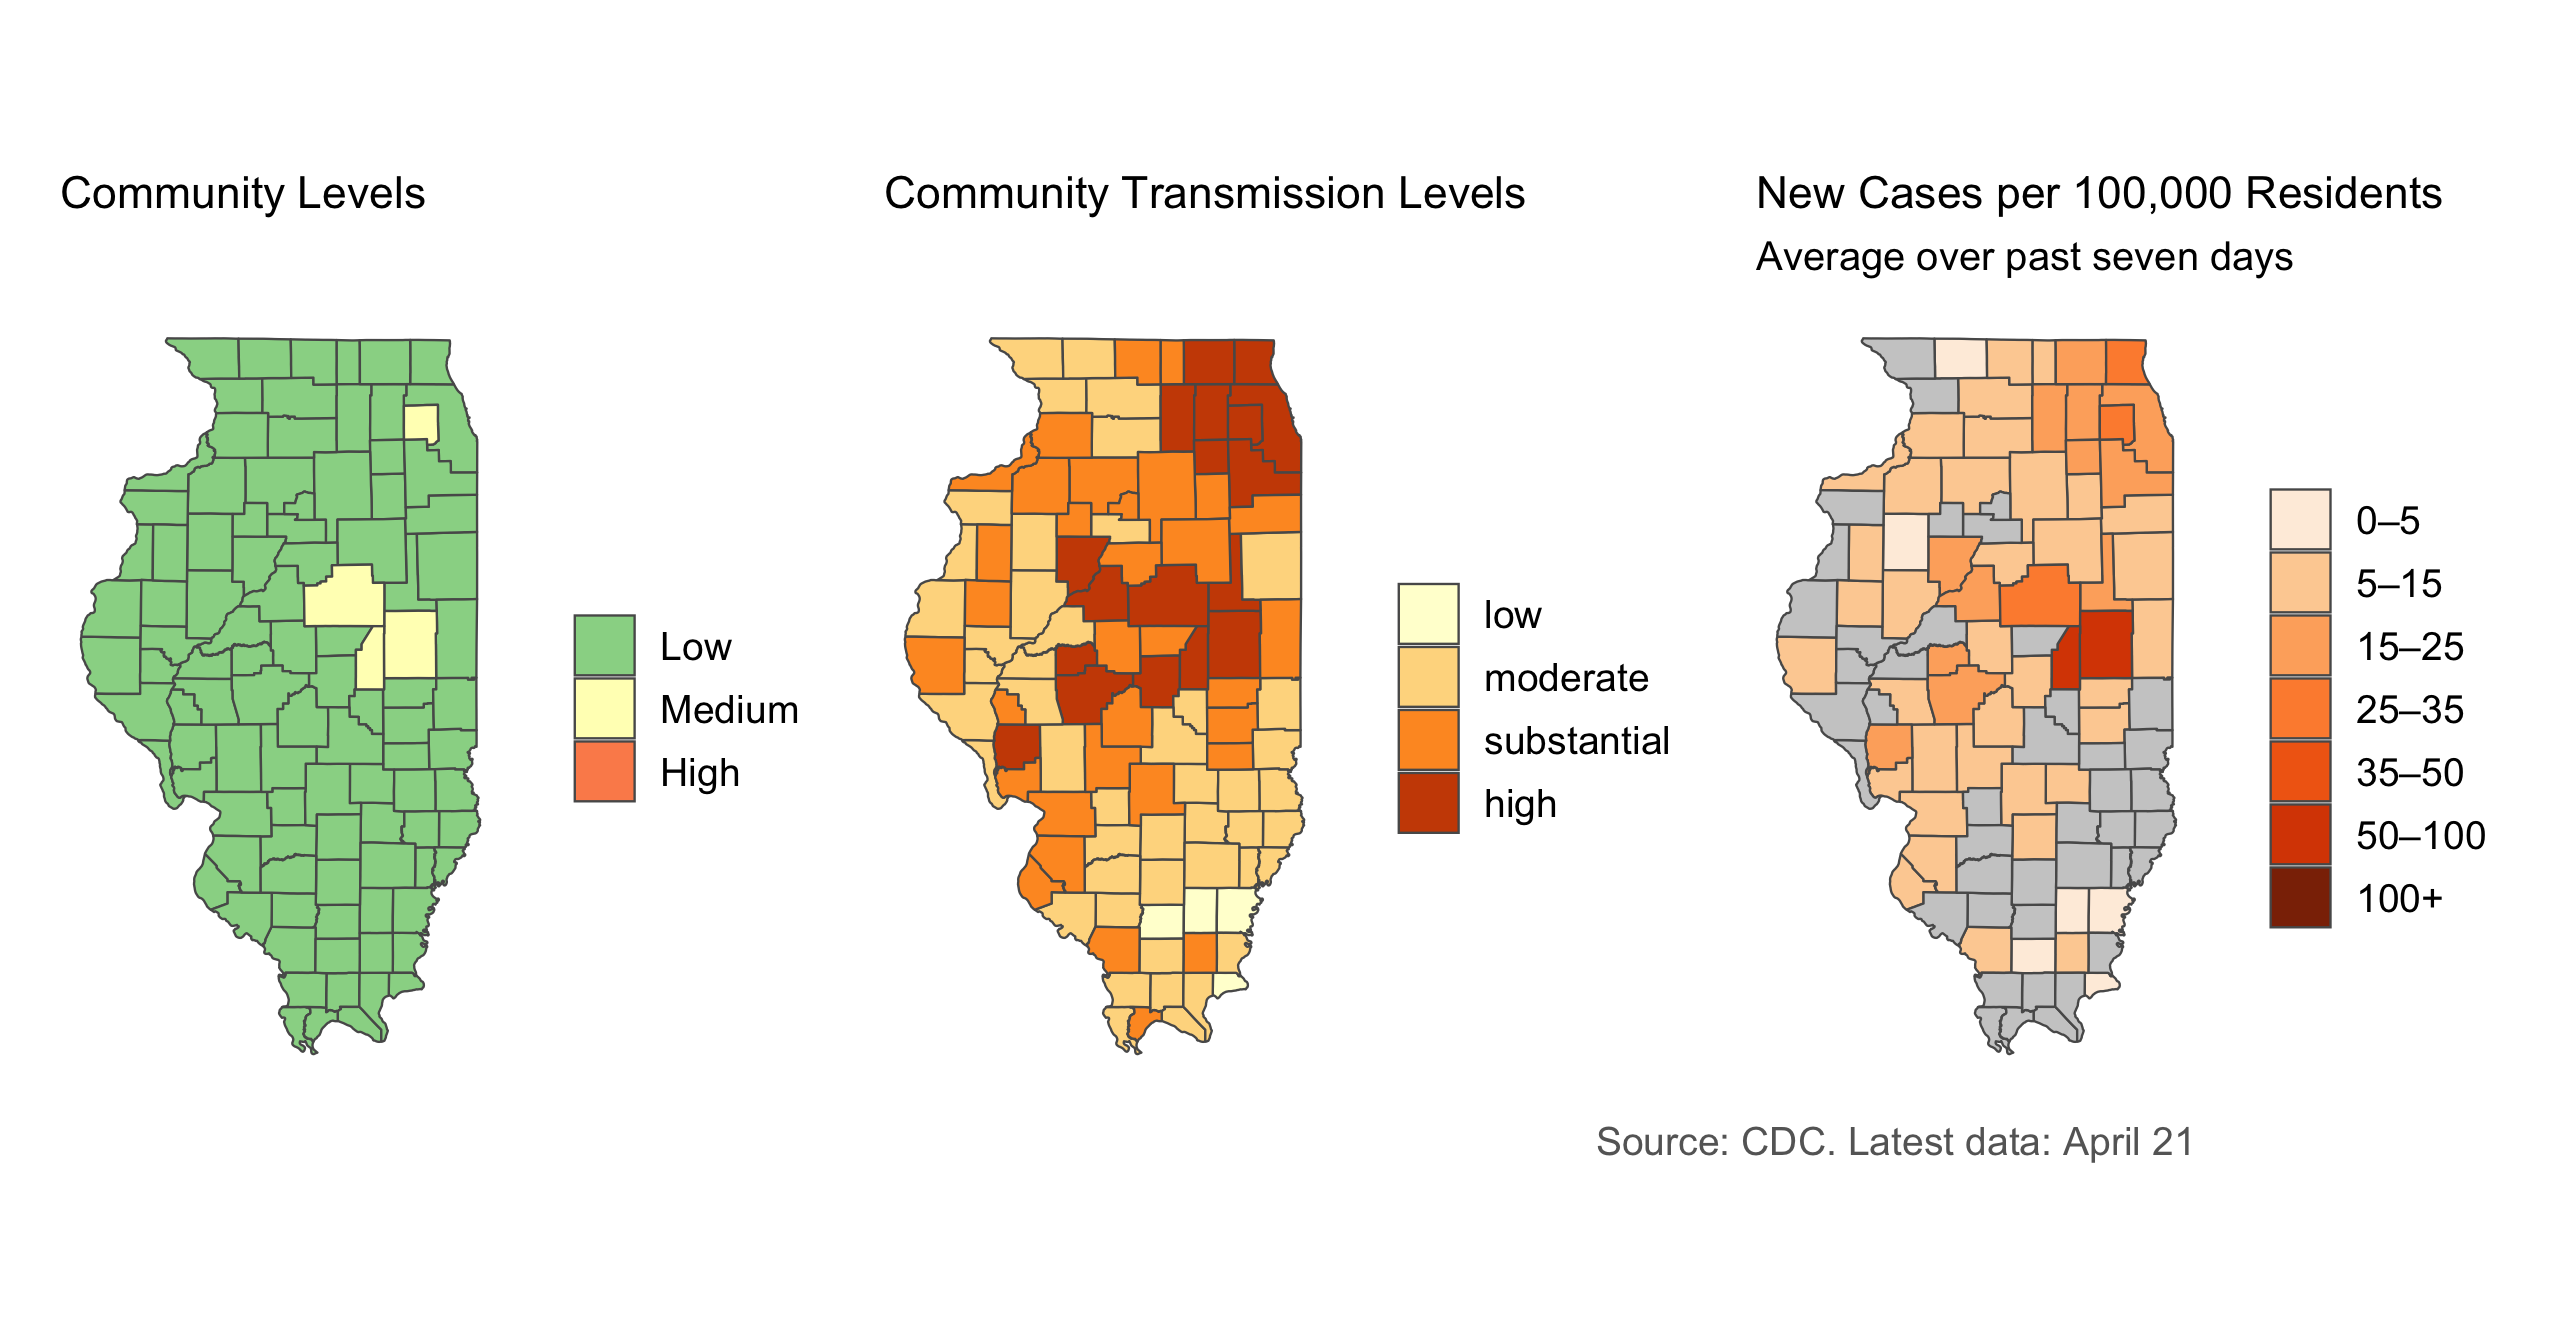 Community Levels
Low
Medium
High
Community Transmission Levels
low
moderate
substantial
high
New Cases per 100,000 Residents
Average over past seven days
0–5
5–15
15–25
25–35
35–50
50–100
100+
Source: CDC. Latest data: April 21